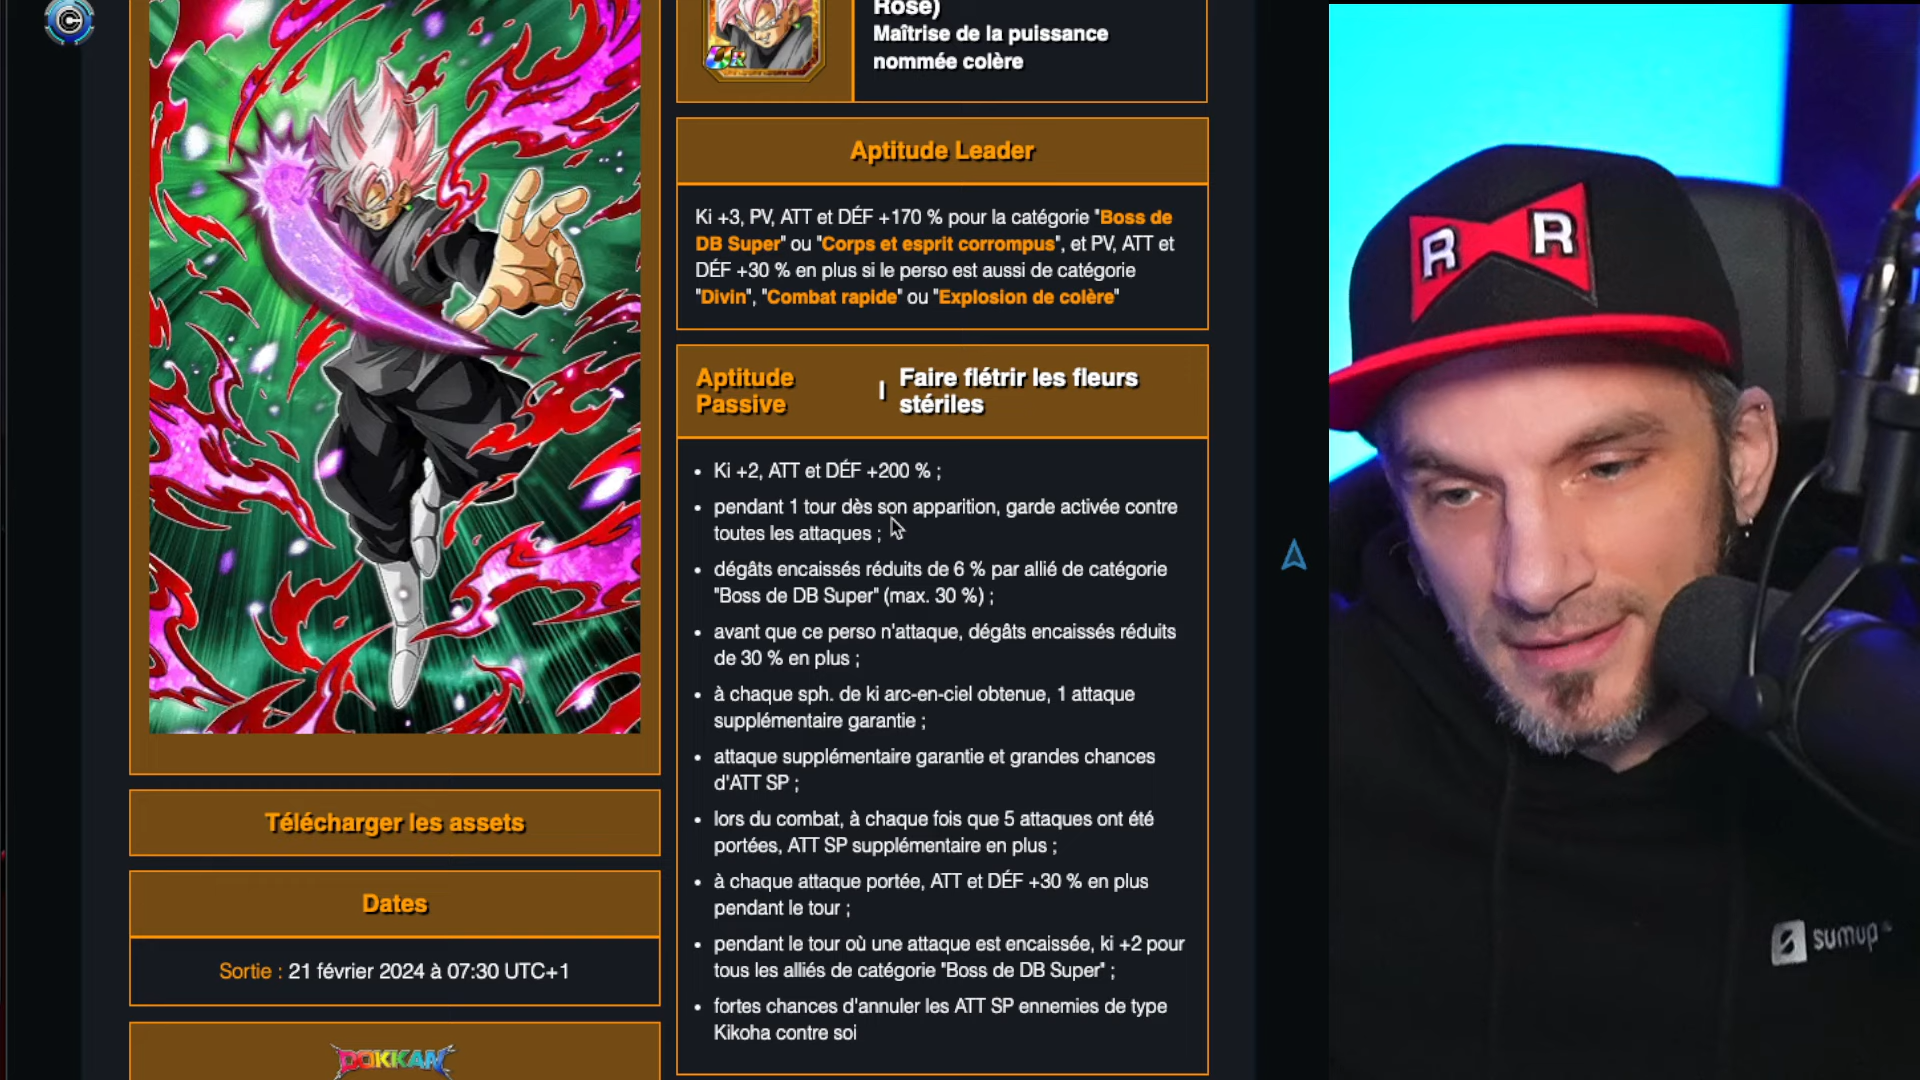 Rosé)
Maîtrise de la puissance
nommée colère
UR
Aptitude Leader
Ki +3, PV, ATT et DÉF +170 % pour la catégorie "Boss de
DB Super" ou "Corps et esprit corrompus", et PV, ATT et
DÉF +30 % en plus si le perso est aussi de catégorie
"Divin", "Combat rapide" ou "Explosion de colère"
Aptitude
Passive
Faire flétrir les fleurs
stériles
• Ki +2, ATT et DÉF +200 % ;
• pendant 1 tour dès son apparition, garde activée contre
toutes les attaques ;
• dégâts encaissés réduits de 6 % par allié de catégorie
"Boss de DB Super" (max. 30 %) ;
• avant que ce perso n'attaque, dégâts encaissés réduits
de 30 % en plus ;
• à chaque sph. de ki arc-en-ciel obtenue, 1 attaque
supplémentaire garantie ;
• attaque supplémentaire garantie et grandes chances
d'ATT SP ;
• lors du combat, à chaque fois que 5 attaques ont été
portées, ATT SP supplémentaire en plus ;
• à chaque attaque portée, ATT et DÉF +30 % en plus
pendant le tour ;
• pendant le tour où une attaque est encaissée, ki +2 pour
tous les alliés de catégorie "Boss de DB Super" ;
• fortes chances d'annuler les ATT SP ennemies de type
Kikoha contre soi
Télécharger les assets
Dates
Sortie : 21 février 2024 à 07:30 UTC+1
DOKKAN
R R
sumup